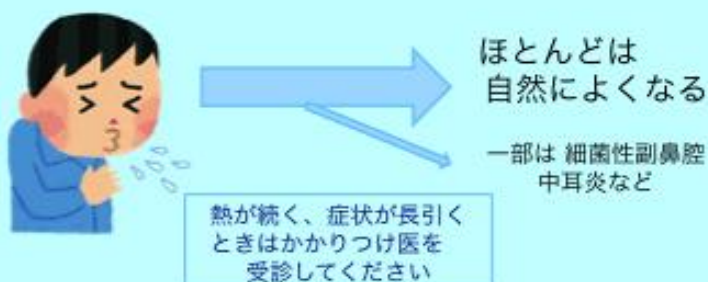 ほとんどは
自然によくなる
一部は 細菌性副鼻腔
中耳炎など
熱が続く、症状が長引く
ときはかかりつけ医を
受診してください